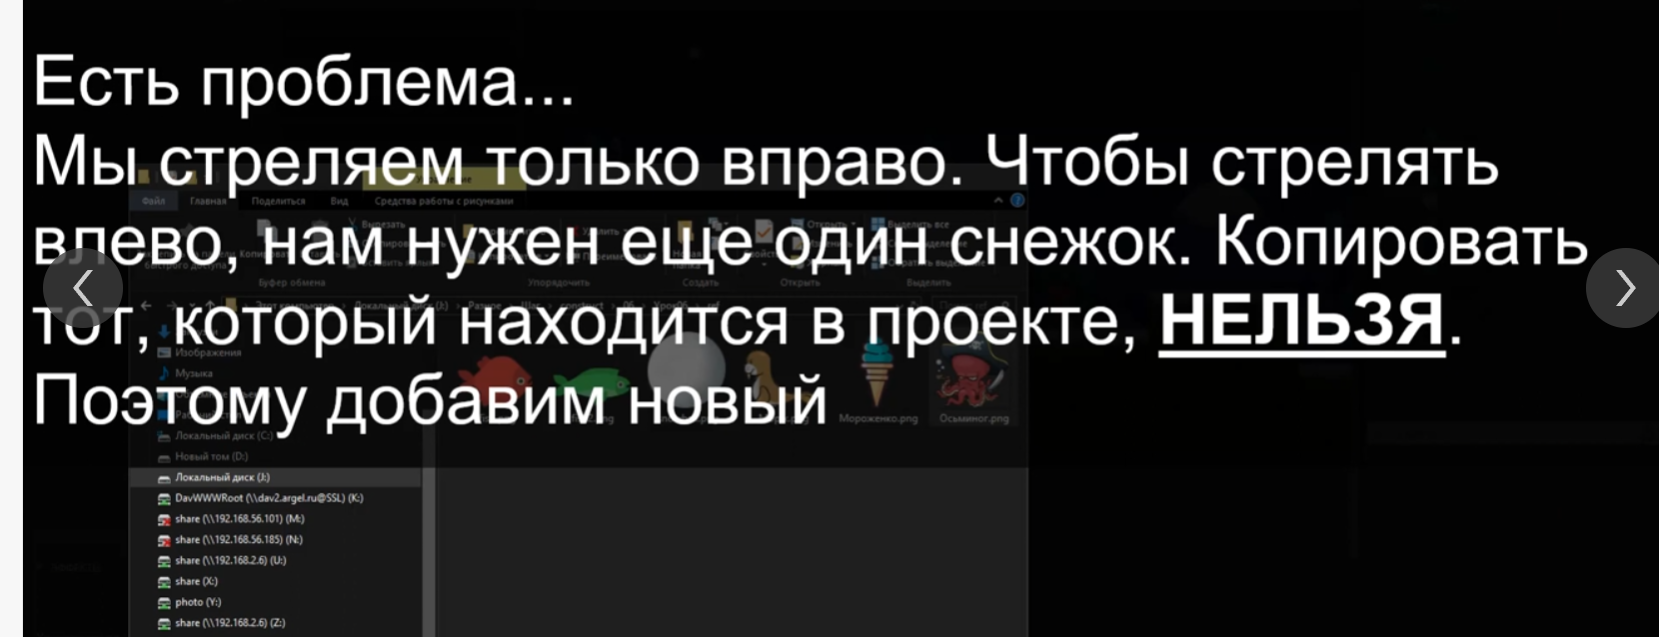 Есть проблема...
Мы стреляем только вправо. Чтобы стрелять
влево, нам нужен еще один снежок. Копировать
тот, который находится в проекте, НЕЛЬЗЯ.
Поэтому добавим новый
Файл Главная Поделиться Вид Средства работы с рисунками
Вырезать
Выделить все
Буфер обмена Упорядочить Создать Открыть Выделить
Изображения
Музыка
Мороженко.png Осьминог.png
Локальный диск (C:)
Новый том (D:)
Локальный диск (J:)
DavWWWRoot (\\dav2.argel.ru@SSL) (K:)
share (\\192.168.56.101) (M:)
share (\\192.168.56.185) (N:)
share (\\192.168.2.6) (U:)
share (X:)
photo (Y:)
share (\\192.168.2.6) (Z:)